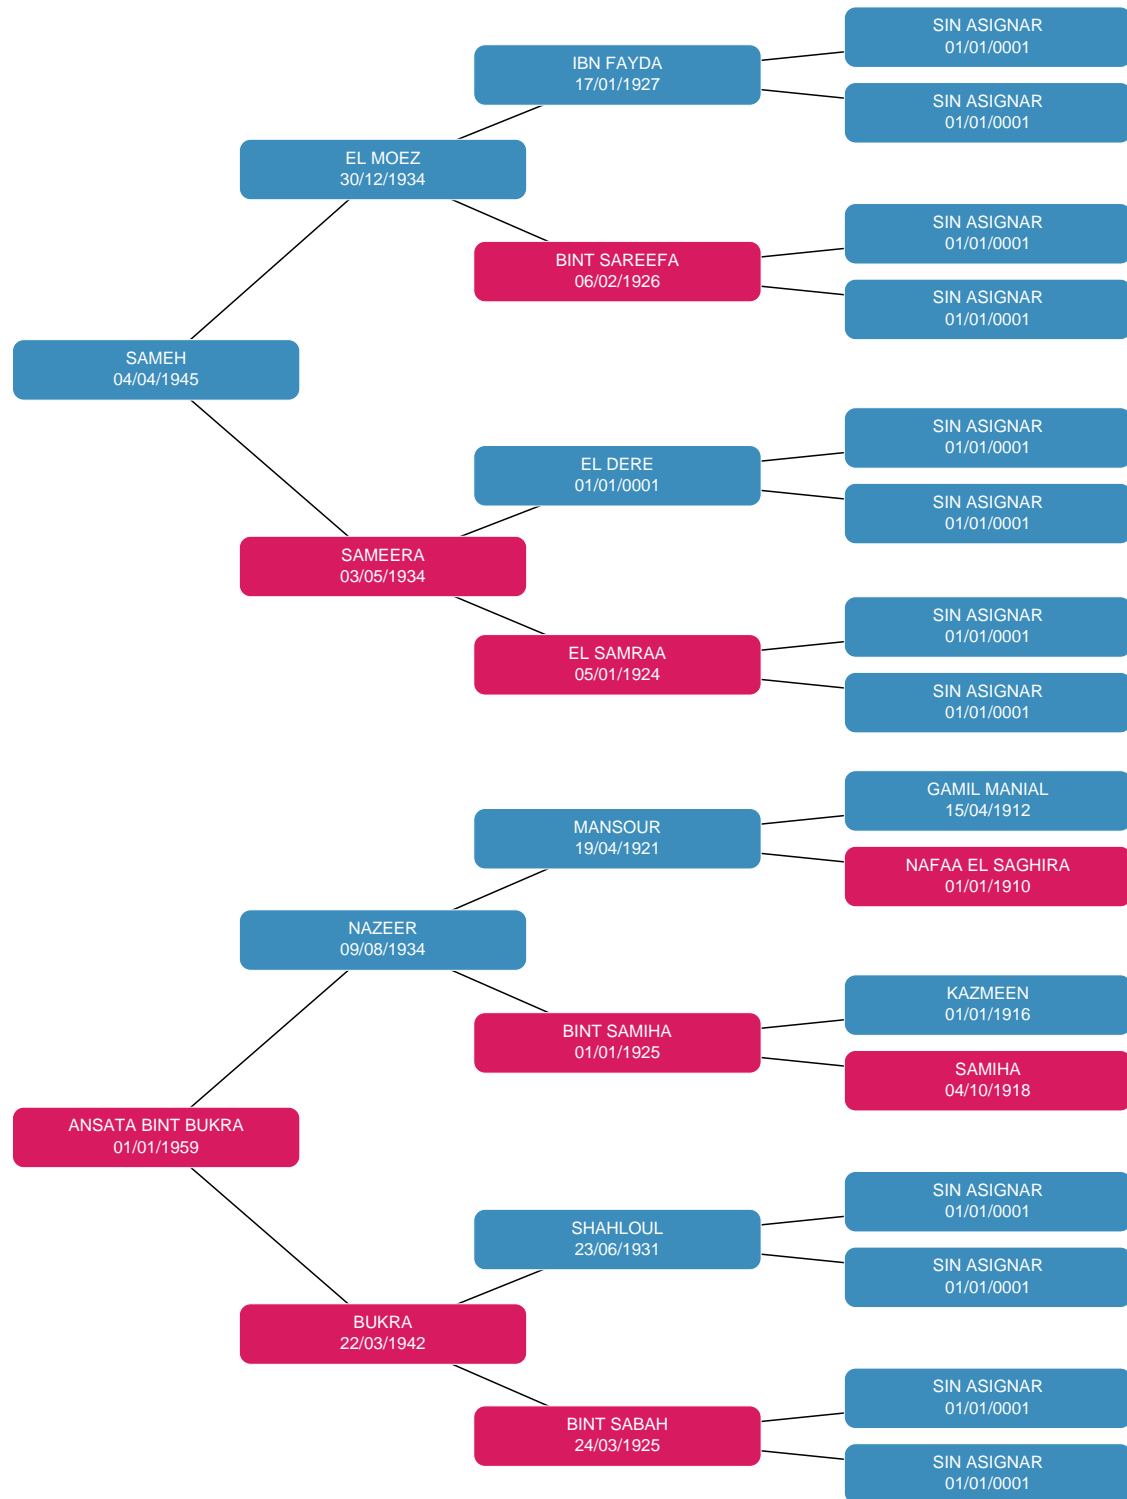 SIN ASIGNAR
01/01/0001
IBN FAYDA
17/01/1927
SIN ASIGNAR
01/01/0001
EL MOEZ
30/12/1934
SIN ASIGNAR
01/01/0001
BINT SAREEFA
06/02/1926
SIN ASIGNAR
01/01/0001
SAMEH
04/04/1945
SIN ASIGNAR
01/01/0001
EL DERE
01/01/0001
SIN ASIGNAR
01/01/0001
SAMEERA
03/05/1934
SIN ASIGNAR
01/01/0001
EL SAMRAA
05/01/1924
SIN ASIGNAR
01/01/0001
GAMIL MANIAL
15/04/1912
MANSOUR
19/04/1921
NAFAA EL SAGHIRA
01/01/1910
NAZEER
09/08/1934
KAZMEEN
01/01/1916
BINT SAMIHA
01/01/1925
SAMIHA
04/10/1918
ANSATA BINT BUKRA
01/01/1959
SIN ASIGNAR
01/01/0001
SHAHLOUL
23/06/1931
SIN ASIGNAR
01/01/0001
BUKRA
22/03/1942
SIN ASIGNAR
01/01/0001
BINT SABAH
24/03/1925
SIN ASIGNAR
01/01/0001